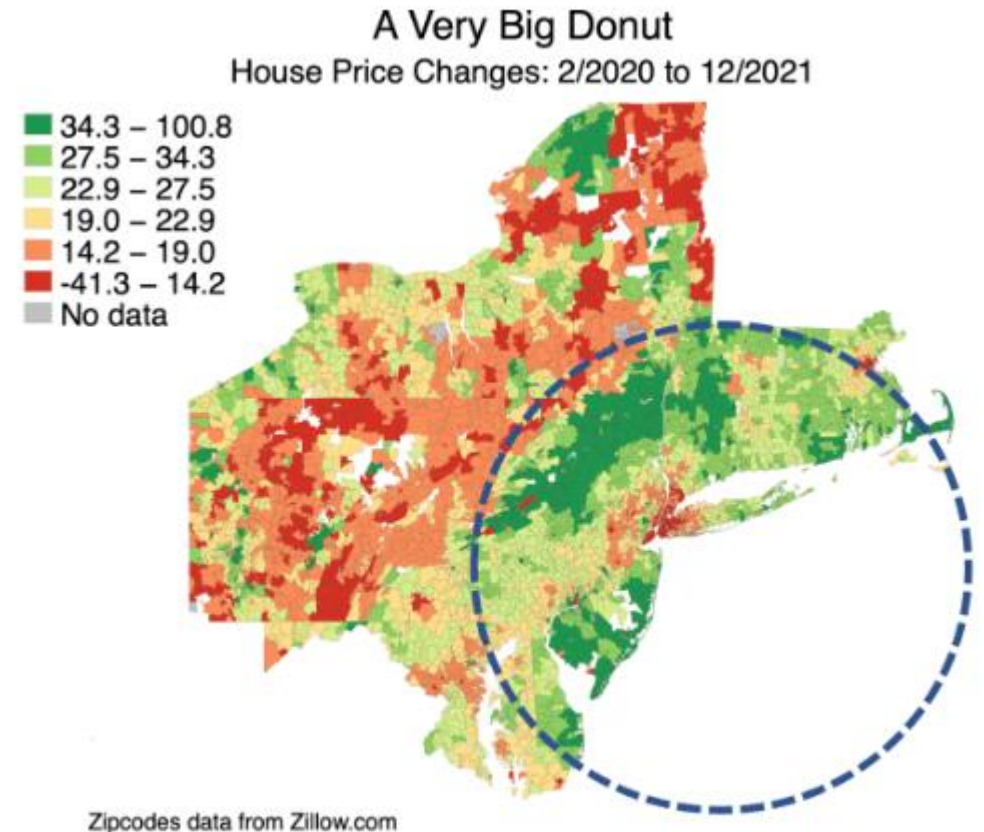 A Very Big Donut
House Price Changes: 2/2020 to 12/2021
34.3 – 100.8
27.5 – 34.3
22.9 – 27.5
19.0 – 22.9
14.2 – 19.0
-41.3 – 14.2
No data
Zipcodes data from Zillow.com